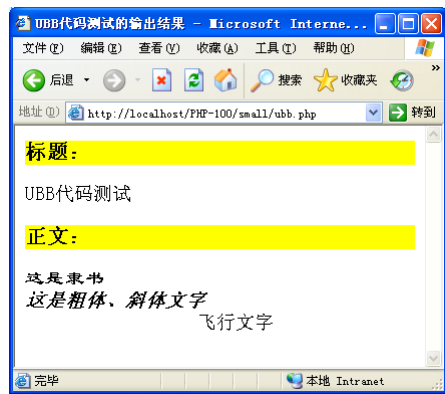 UBB代码测试的输出结果 - Microsoft Interne...
文件(F) 编辑(E) 查看(V) 收藏(A) 工具(T) 帮助(H)
后退 搜索 收藏夹 »
地址(D) http://localhost/PHP-100/small/ubb.php 转到
标题：
UBB代码测试
正文：
这是隶书
这是粗体、斜体文字
飞行文字
完毕 本地 Intranet